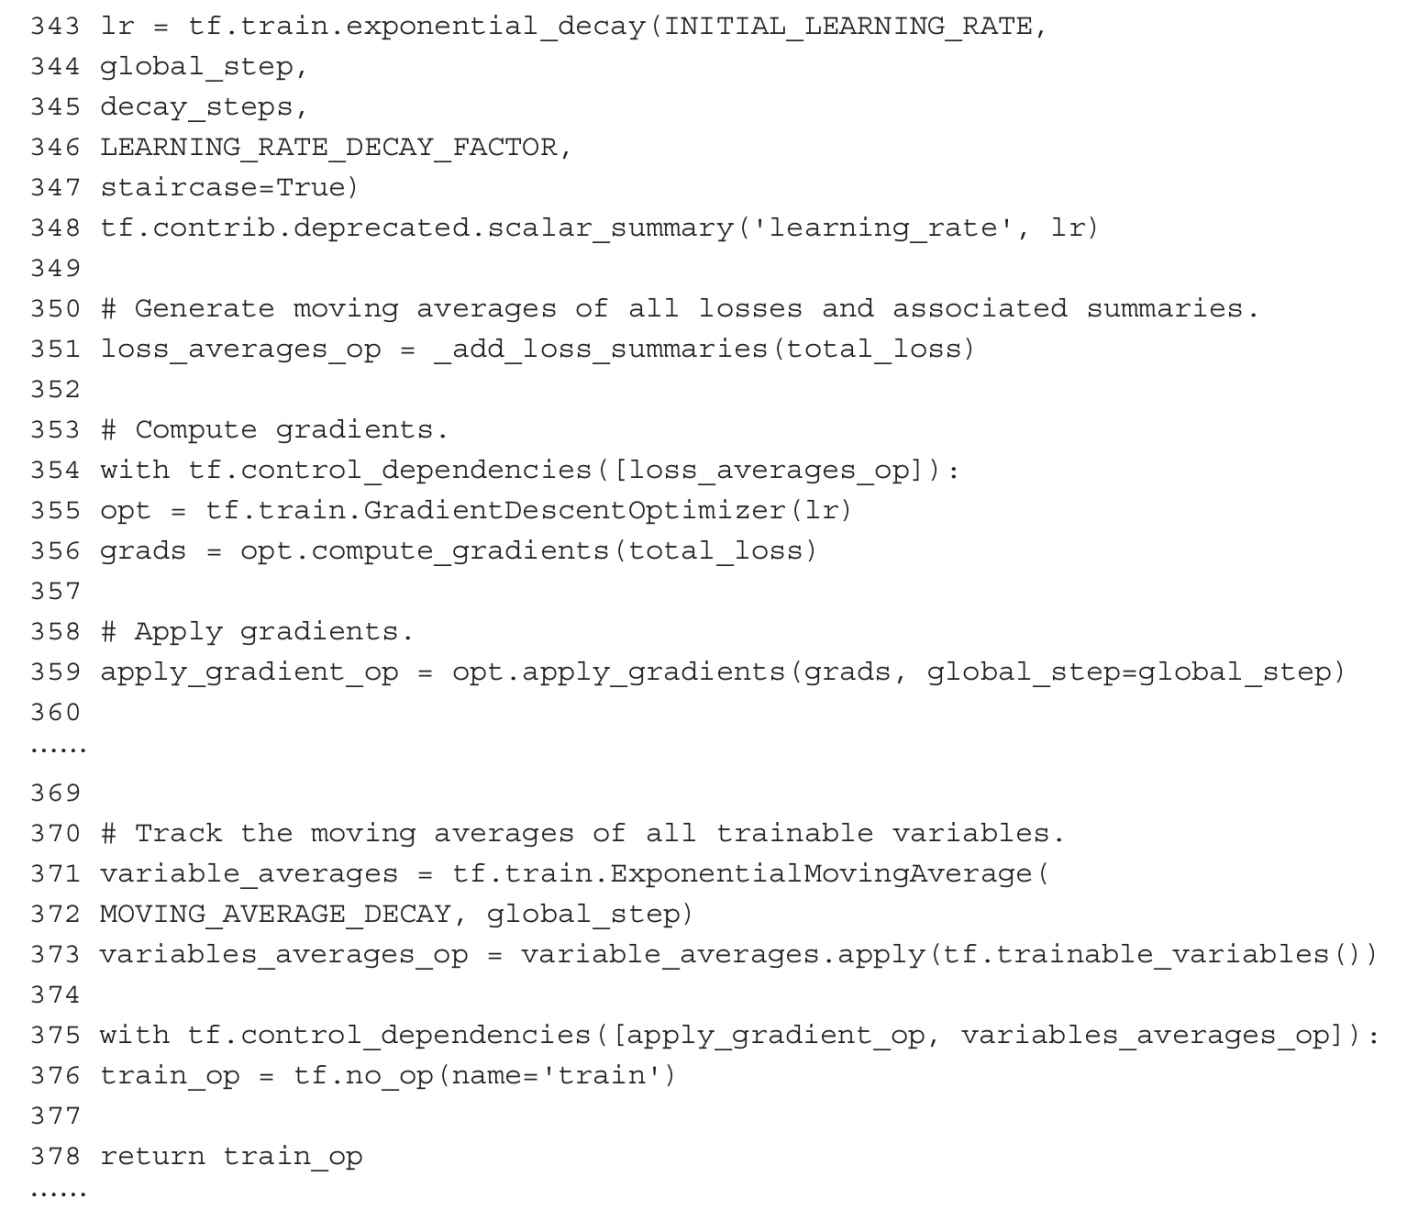 343 lr = tf.train.exponential_decay(INITIAL_LEARNING_RATE,
344 global_step,
345 decay_steps,
346 LEARNING_RATE_DECAY_FACTOR,
347 staircase=True)
348 tf.contrib.deprecated.scalar_summary('learning_rate', lr)
349
350 # Generate moving averages of all losses and associated summaries.
351 loss_averages_op = _add_loss_summaries(total_loss)
352
353 # Compute gradients.
354 with tf.control_dependencies([loss_averages_op]):
355 opt = tf.train.GradientDescentOptimizer(lr)
356 grads = opt.compute_gradients(total_loss)
357
358 # Apply gradients.
359 apply_gradient_op = opt.apply_gradients(grads, global_step=global_step)
360
……
369
370 # Track the moving averages of all trainable variables.
371 variable_averages = tf.train.ExponentialMovingAverage(
372 MOVING_AVERAGE_DECAY, global_step)
373 variables_averages_op = variable_averages.apply(tf.trainable_variables())
374
375 with tf.control_dependencies([apply_gradient_op, variables_averages_op]):
376 train_op = tf.no_op(name='train')
377
378 return train_op
……